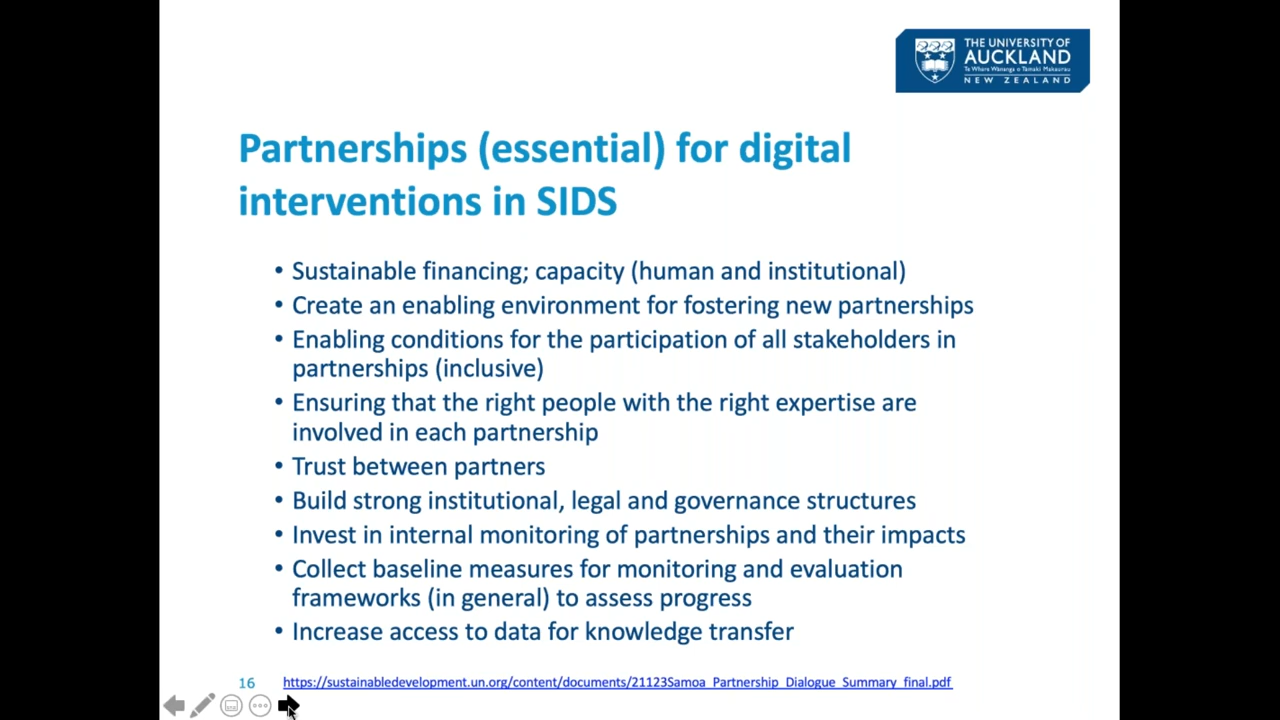 THE UNIVERSITY OF
AUCKLAND
Te Whare Wānanga o Tāmaki Makaurau
NEW ZEALAND
Partnerships (essential) for digital
interventions in SIDS
• Sustainable financing; capacity (human and institutional)
• Create an enabling environment for fostering new partnerships
• Enabling conditions for the participation of all stakeholders in
partnerships (inclusive)
• Ensuring that the right people with the right expertise are
involved in each partnership
• Trust between partners
• Build strong institutional, legal and governance structures
• Invest in internal monitoring of partnerships and their impacts
• Collect baseline measures for monitoring and evaluation
frameworks (in general) to assess progress
• Increase access to data for knowledge transfer
16 https://sustainabledevelopment.un.org/content/documents/21123Samoa_Partnership_Dialogue_Summary_final.pdf